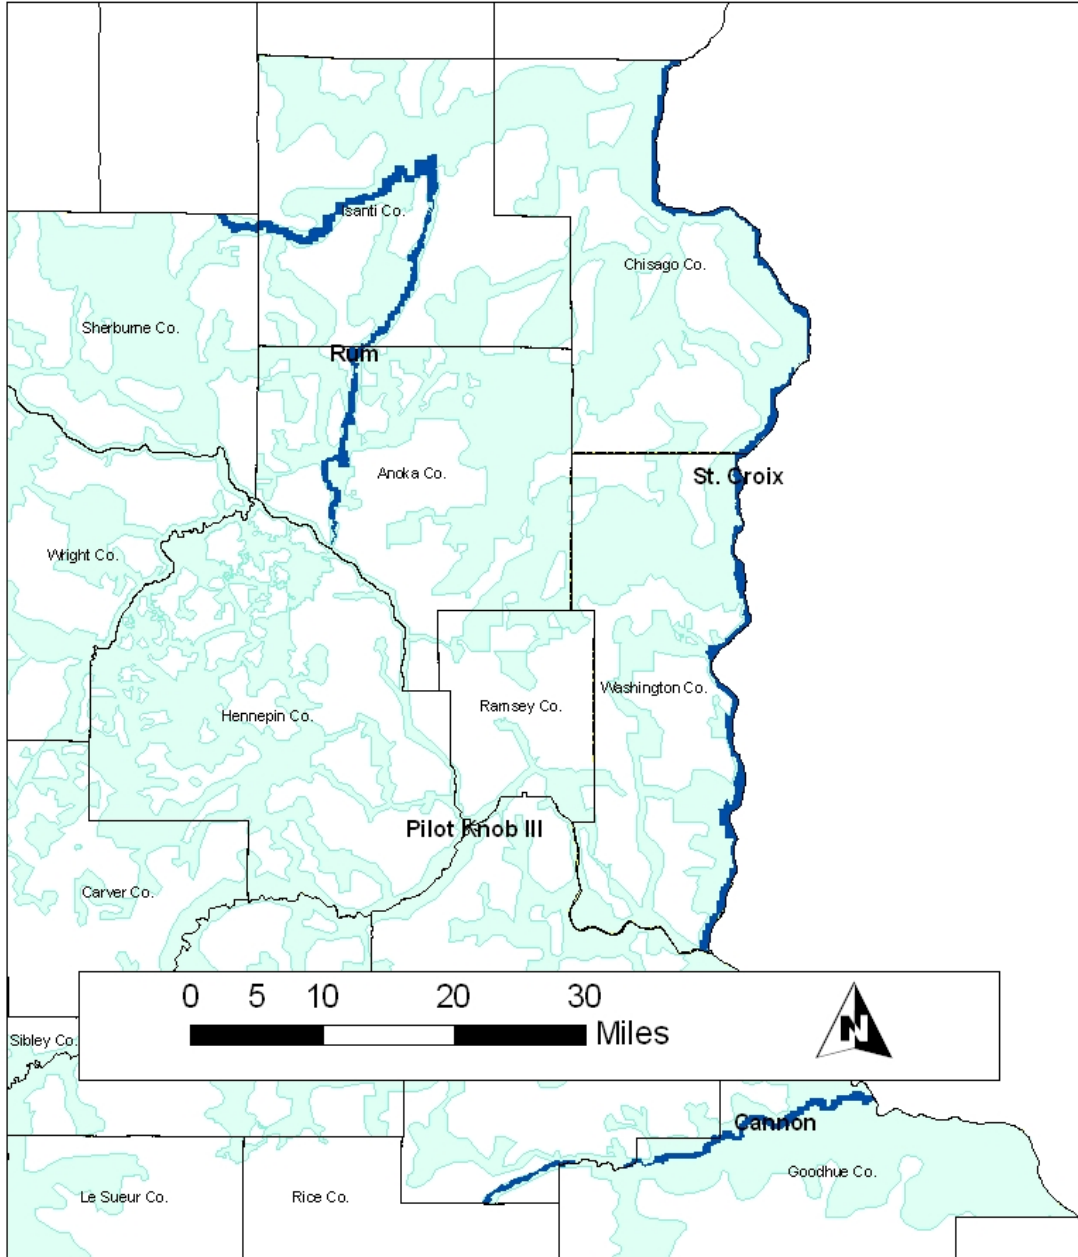 Isanti Co.
Chisago Co.
Sherburne Co.
Rum
Anoka Co.
St. Croix
Wright Co.
Washington Co.
Ramsey Co.
Hennepin Co.
Pilot Knob III
Carver Co.
0 5 10 20 30
Miles
N
Sibley Co.
Cannon
Goodhue Co.
Le Sueur Co.
Rice Co.